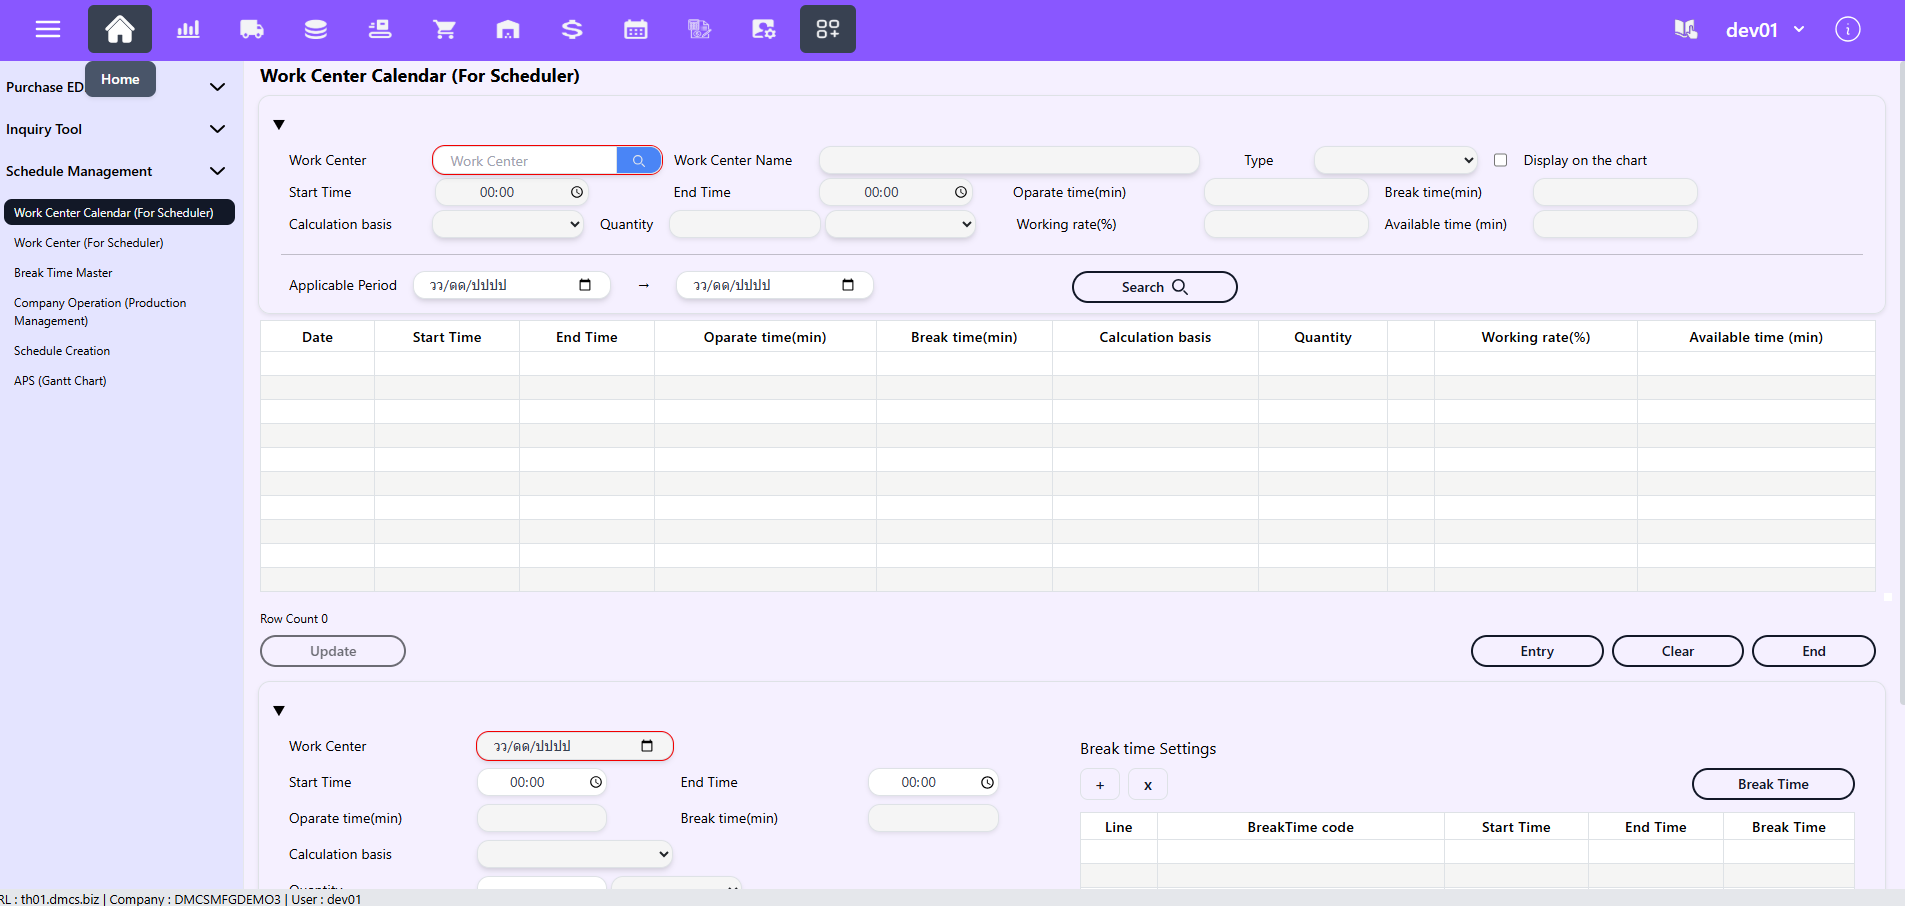 dev01
Home
Purchase ED
Inquiry Tool
Schedule Management
Work Center Calendar (For Scheduler)
Work Center (For Scheduler)
Break Time Master
Company Operation (Production
Management)
Schedule Creation
APS (Gantt Chart)
Work Center Calendar (For Scheduler)
Work Center Work Center Work Center Name Type Display on the chart
Start Time 00:00 End Time 00:00 Oparate time(min) Break time(min)
Calculation basis Quantity Working rate(%) Available time (min)
Applicable Period วว/ดด/ปปปป → วว/ดด/ปปปป Search
Date Start Time End Time Oparate time(min) Break time(min) Calculation basis Quantity Working rate(%) Available time (min)
Row Count 0
Update Entry Clear End
Work Center วว/ดด/ปปปป
Start Time 00:00 End Time 00:00
Oparate time(min) Break time(min)
Calculation basis
Quantity
Break time Settings
+ x Break Time
Line BreakTime code Start Time End Time Break Time
RL : th01.dmcs.biz | Company : DMCSMFGDEMO3 | User : dev01